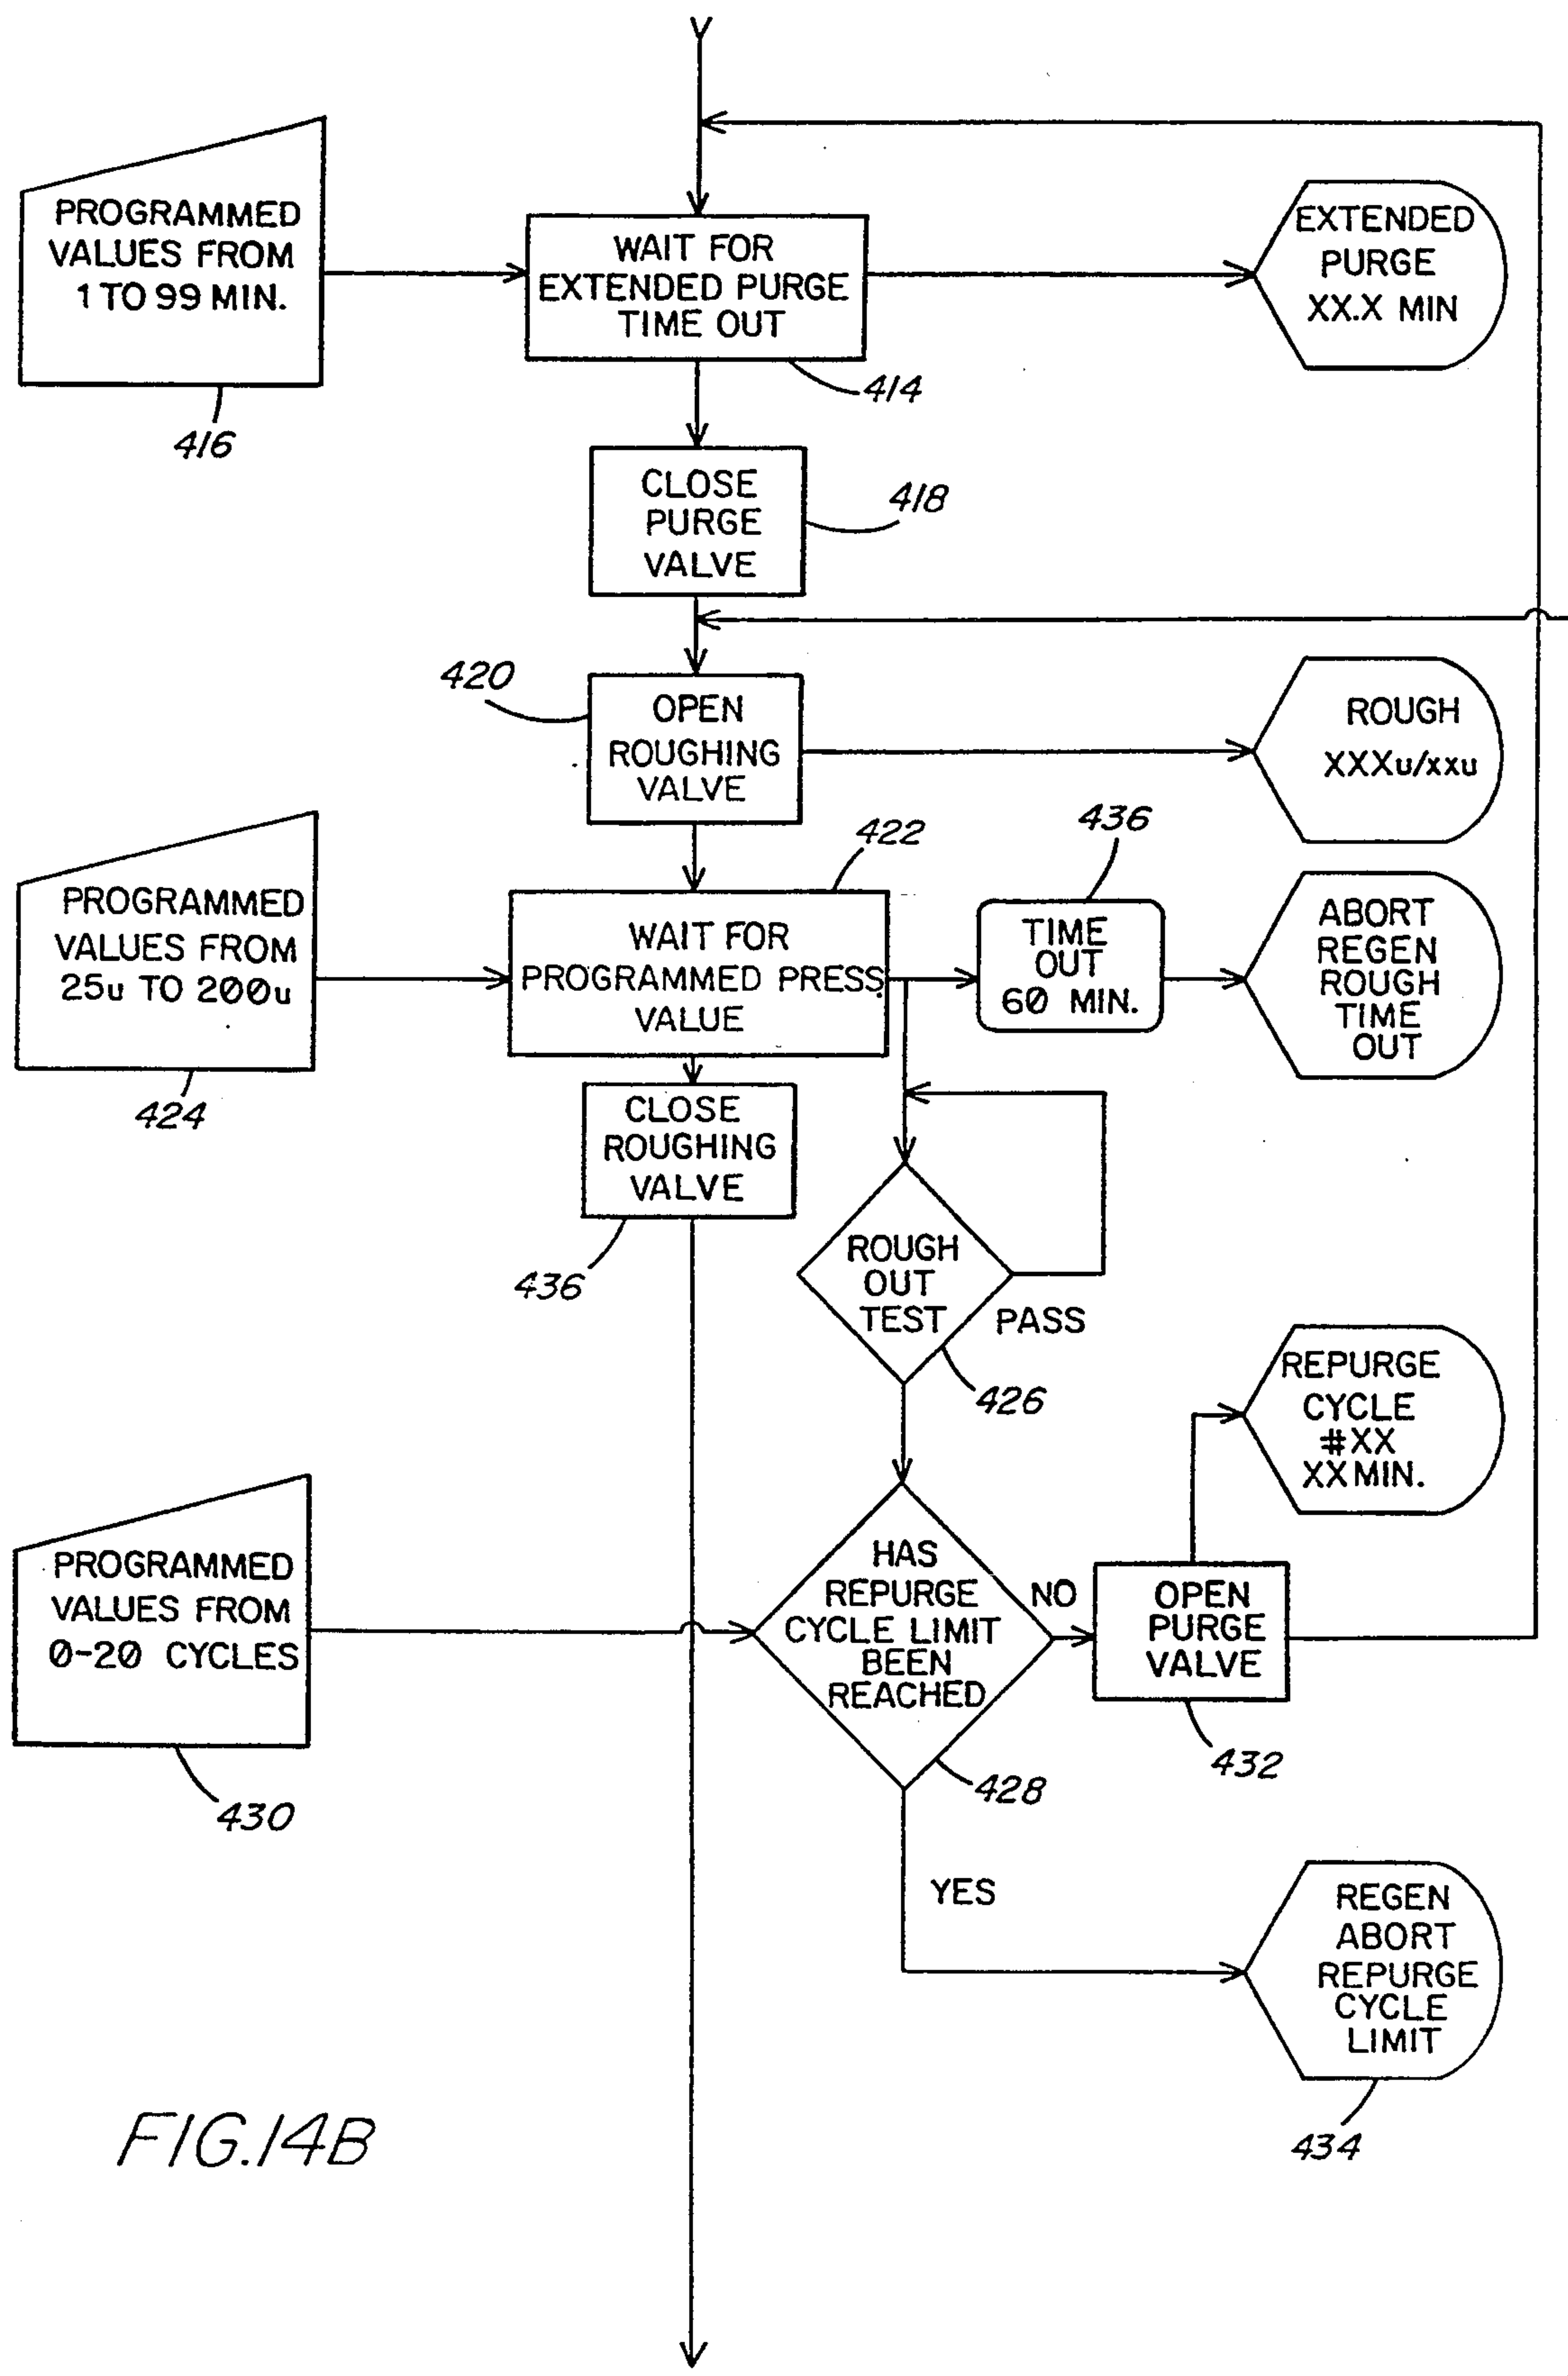 PROGRAMMED
VALUES FROM
1 TO 99 MIN.
416
WAIT FOR
EXTENDED PURGE
TIME OUT
414
EXTENDED
PURGE
XX.X MIN
CLOSE
PURGE
VALVE
418
420
OPEN
ROUGHING
VALVE
ROUGH
XXXu/xxu
PROGRAMMED
VALUES FROM
25u TO 200u
424
422
WAIT FOR
PROGRAMMED PRESS.
VALUE
436
TIME
OUT
60 MIN.
ABORT
REGEN
ROUGH
TIME
OUT
CLOSE
ROUGHING
VALVE
436
ROUGH
OUT
TEST
PASS
426
REPURGE
CYCLE
#XX
XX MIN.
PROGRAMMED
VALUES FROM
0-20 CYCLES
430
HAS
REPURGE
CYCLE LIMIT
BEEN
REACHED
428
NO
OPEN
PURGE
VALVE
432
YES
REGEN
ABORT
REPURGE
CYCLE
LIMIT
434
FIG.14B